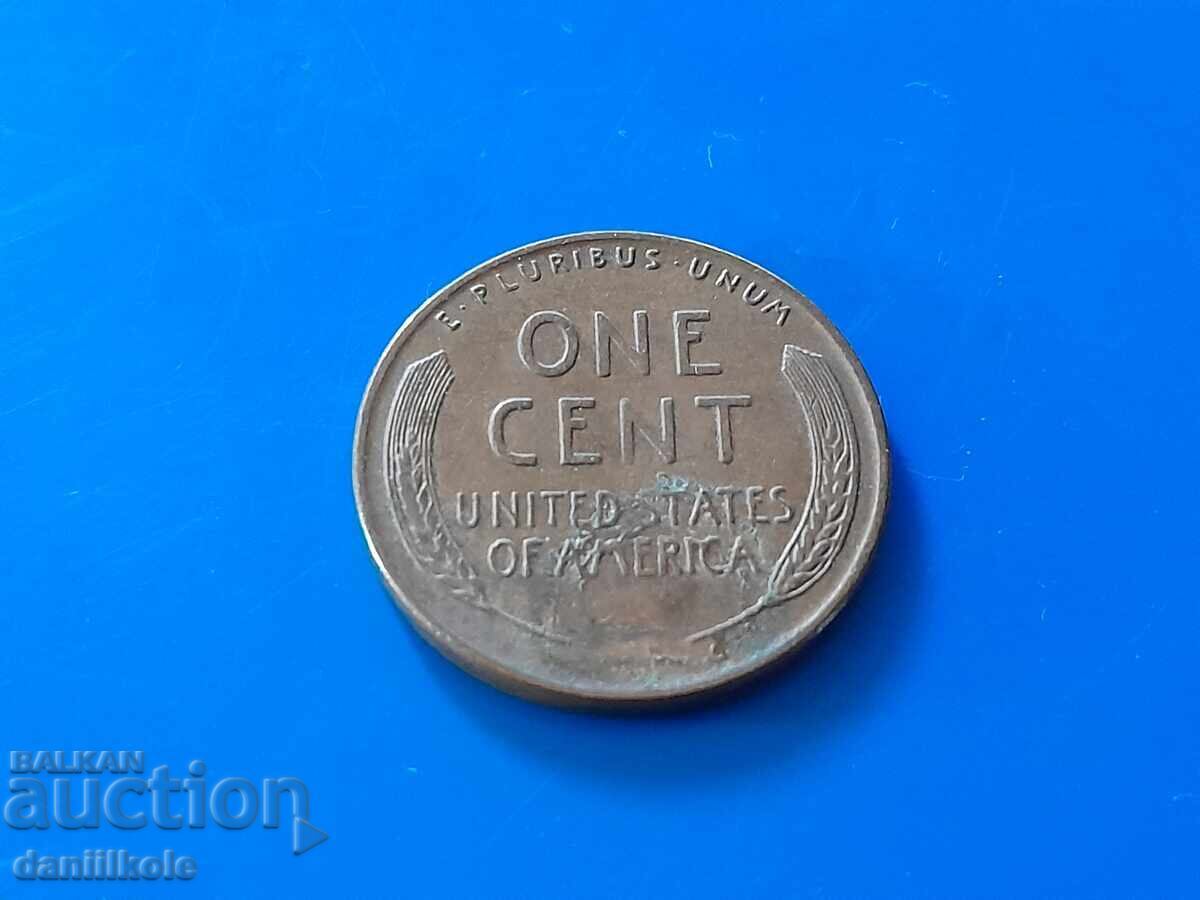 E·PLURIBUS·UNUM
ONE
CENT
UNITED STATES
OF AMERICA
BALKAN
auction
daniilkole